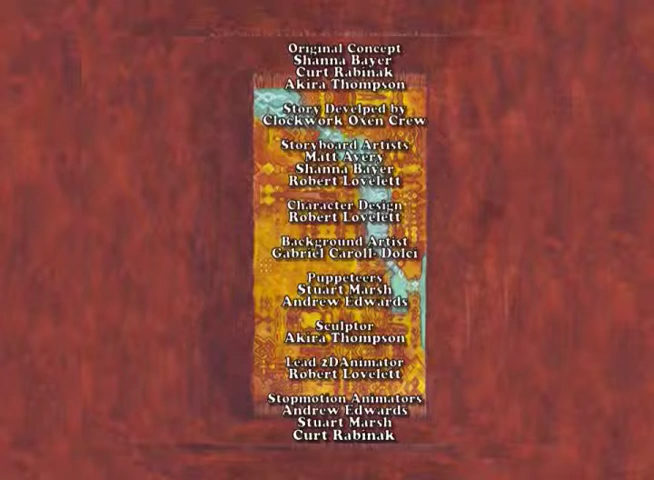 Original Concept
Shanna Bayer
Curt Rabinak
Akira Thompson
Story Develped by
Clockwork Oxen Crew
Storyboard Artists
Matt Avery
Shanna Bayer
Robert Lovelett
Character Design
Robert Lovelett
Background Artist
Gabriel Caroll- Dolci
Puppeteers
Stuart Marsh
Andrew Edwards
Sculptor
Akira Thompson
Lead 2DAnimator
Robert Lovelett
Stopmotion Animators
Andrew Edwards
Stuart Marsh
Curt Rabinak